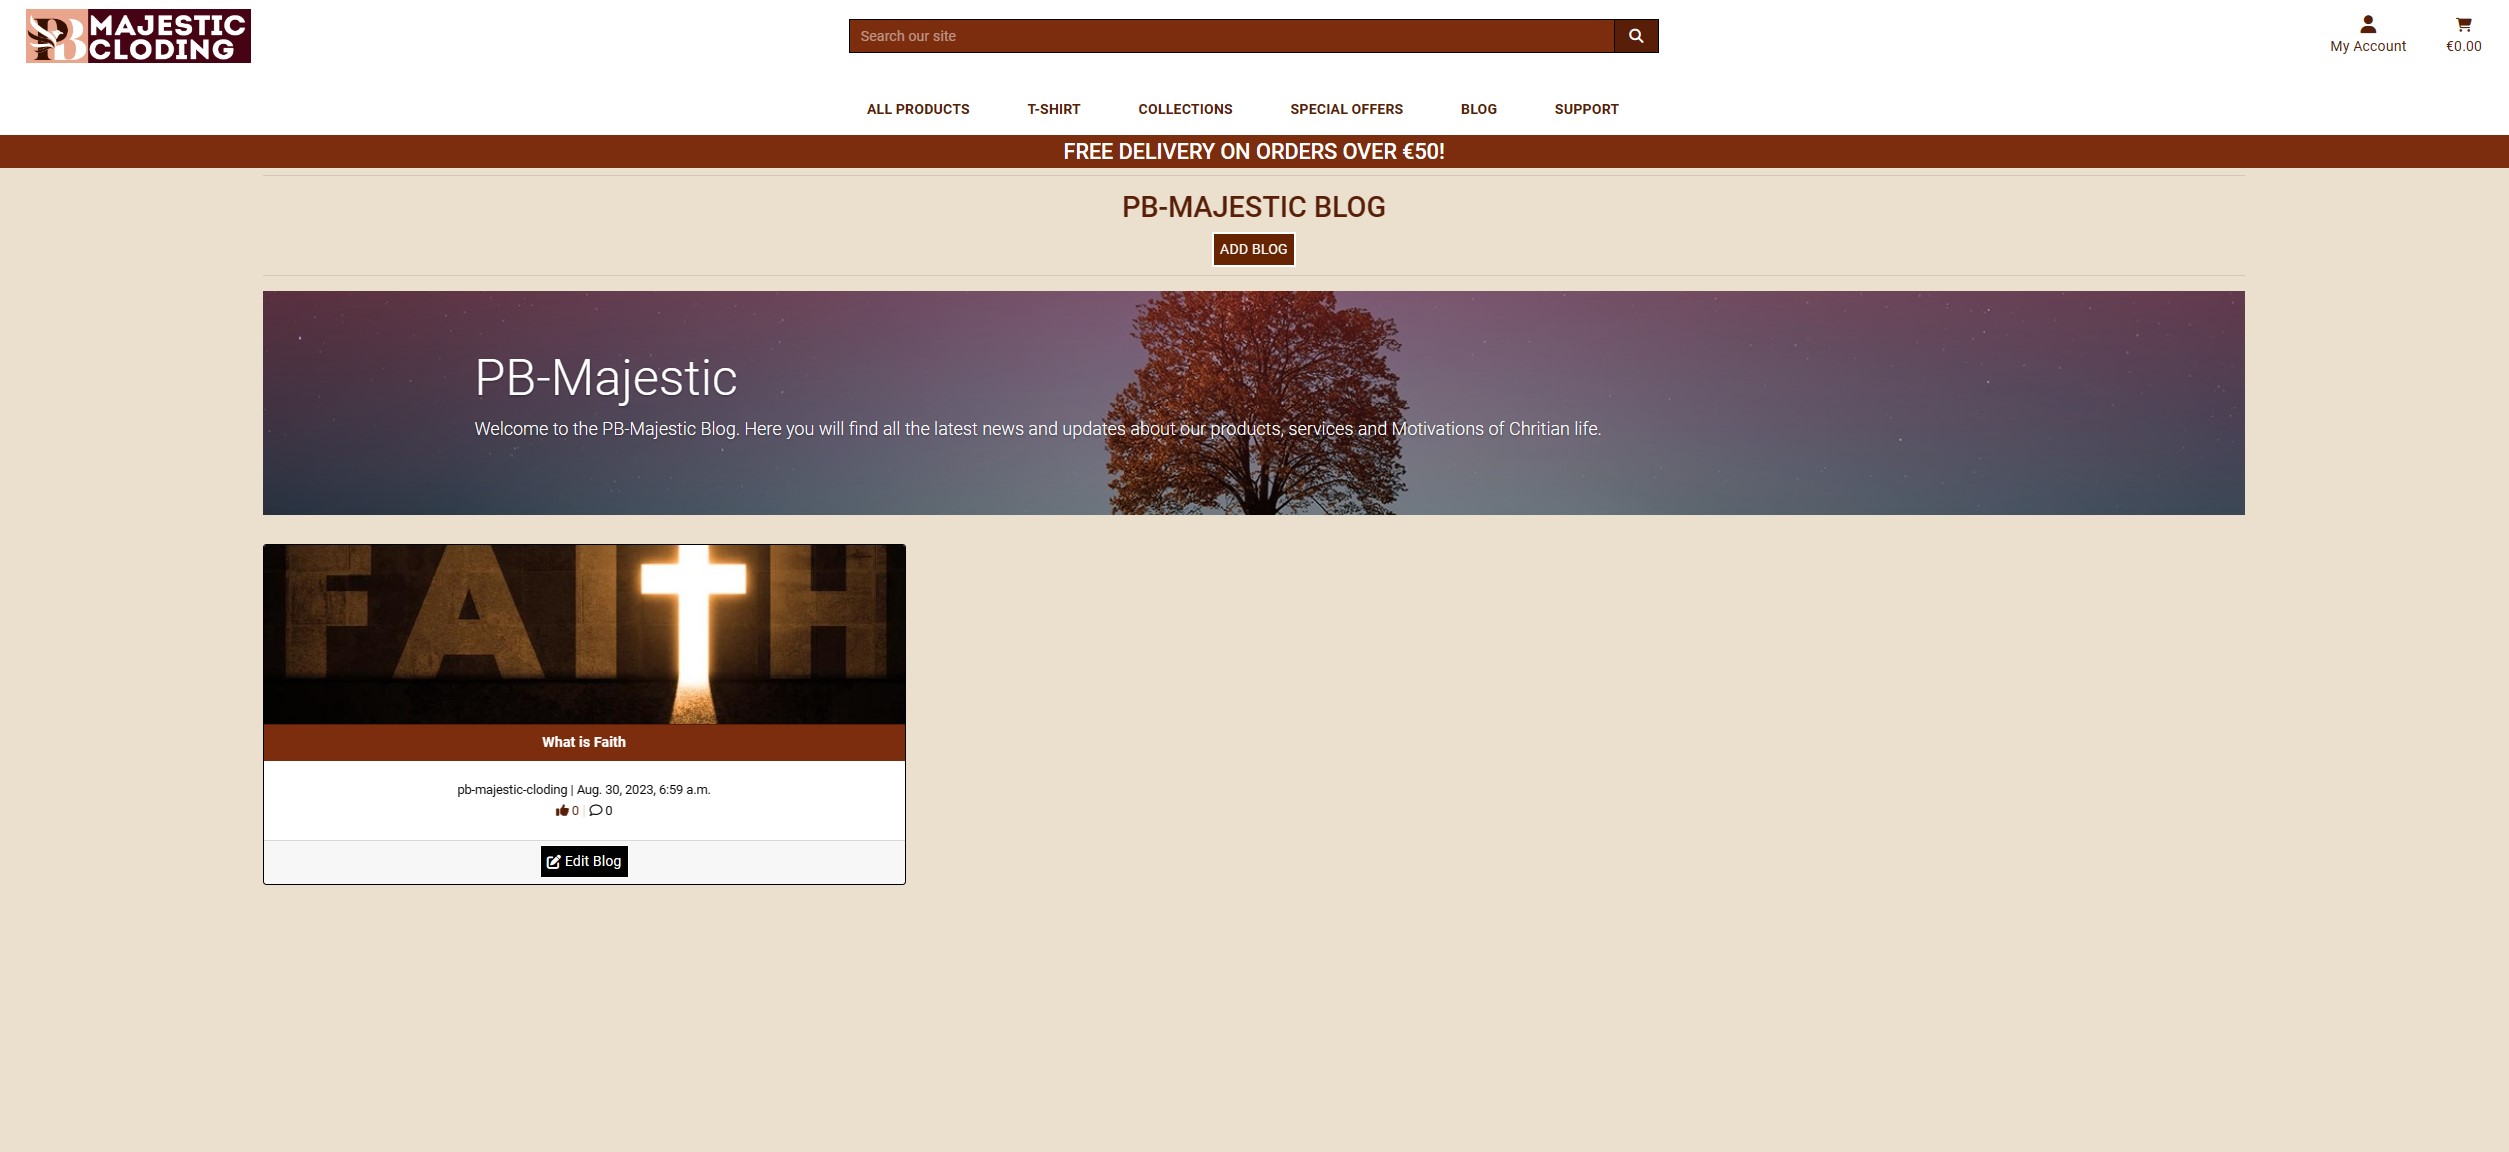 PB MAJESTIC
CLODING
Search our site
My Account
€0.00
ALL PRODUCTS T-SHIRT COLLECTIONS SPECIAL OFFERS BLOG SUPPORT
FREE DELIVERY ON ORDERS OVER €50!
PB-MAJESTIC BLOG
ADD BLOG
PB-Majestic
Welcome to the PB-Majestic Blog. Here you will find all the latest news and updates about our products, services and Motivations of Chritian life.
FAITH
What is Faith
pb-majestic-cloding | Aug. 30, 2023, 6:59 a.m.
0 | 0
Edit Blog